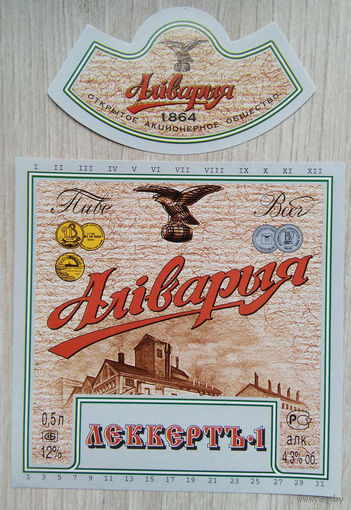 Аліварыя
1864
ОТКРЫТОЕ АКЦИОНЕРНОЕ ОБЩЕСТВО
I II III IV V VI VII VIII IX X XI XII
Пиво Beer
Аліварыя
0,5 л
12%
ЛЕККЕРТЪ·1
алк.
4,3% об.
1 3 5 7 9 11 13 15 17 19 21 23 25 27 29 31